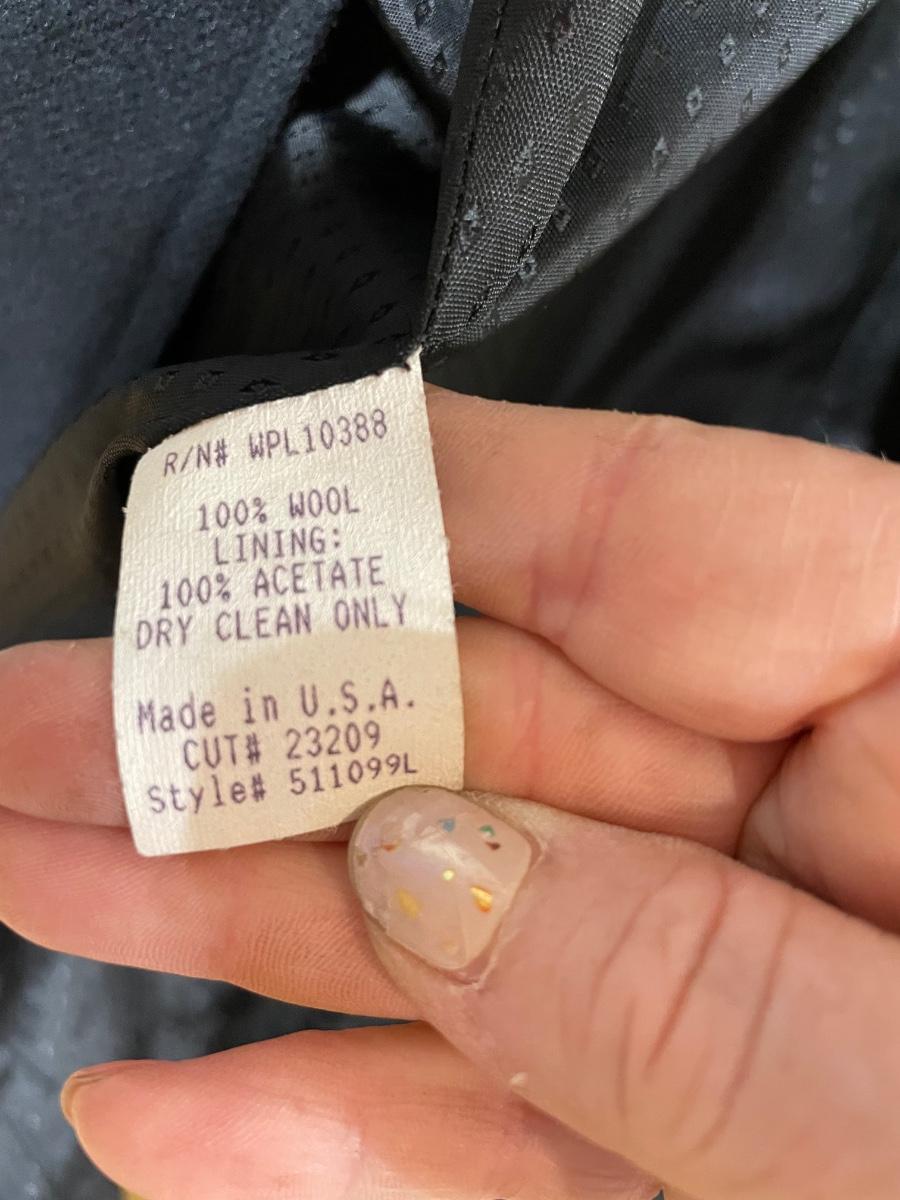 R/N# WPL10388
100% WOOL
LINING:
100% ACETATE
DRY CLEAN ONLY
Made in U.S.A.
CUT# 23209
Style# 511099L